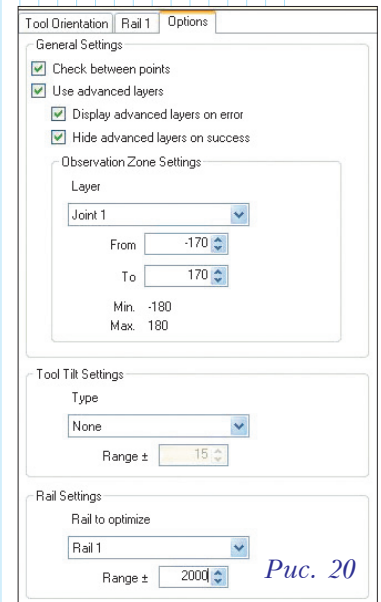 Tool Orientation Rail 1 Options
General Settings
Check between points
Use advanced layers
Display advanced layers on error
Hide advanced layers on success
Observation Zone Settings
Layer
Joint 1
From -170
To 170
Min. -180
Max. 180
Tool Tilt Settings
Type
None
Range ± 15
Rail Settings
Rail to optimize
Rail 1
Range ± 2000
Рис. 20